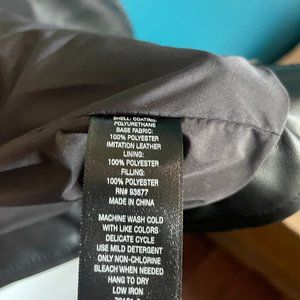 SHELL: COATING:
POLYURETHANE
BASE FABRIC:
100% POLYESTER
IMITATION LEATHER
LINING:
100% POLYESTER
FILLING:
100% POLYESTER
RN# 93677
MADE IN CHINA
MACHINE WASH COLD
WITH LIKE COLORS
DELICATE CYCLE
USE MILD DETERGENT
ONLY NON-CHLORINE
BLEACH WHEN NEEDED
HANG TO DRY
LOW IRON